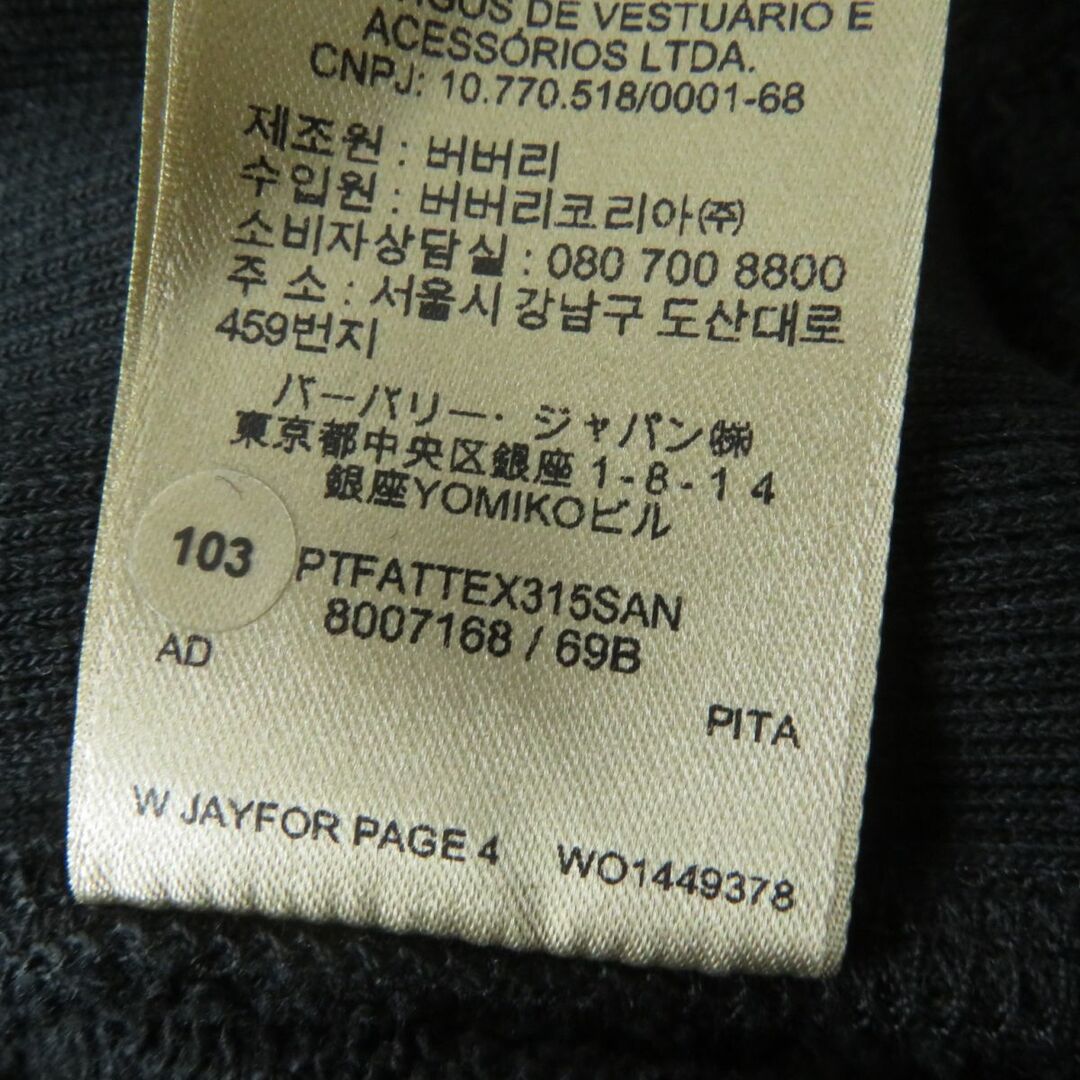 DE VESTUÁRIO E
ACESSÓRIOS LTDA.
CNPJ: 10.770.518/0001-68
제조원 : 버버리
수입원 : 버버리코리아㈜
소비자상담실 : 080 700 8800
주 소 : 서울시 강남구 도산대로
459번지
バーバリー・ジャパン㈱
東京都中央区銀座 1-8-1 4
銀座YOMIKOビル
103
PTFATTEX315SAN
8007168 / 69B
AD
PITA
W JAYFOR PAGE 4 WO1449378